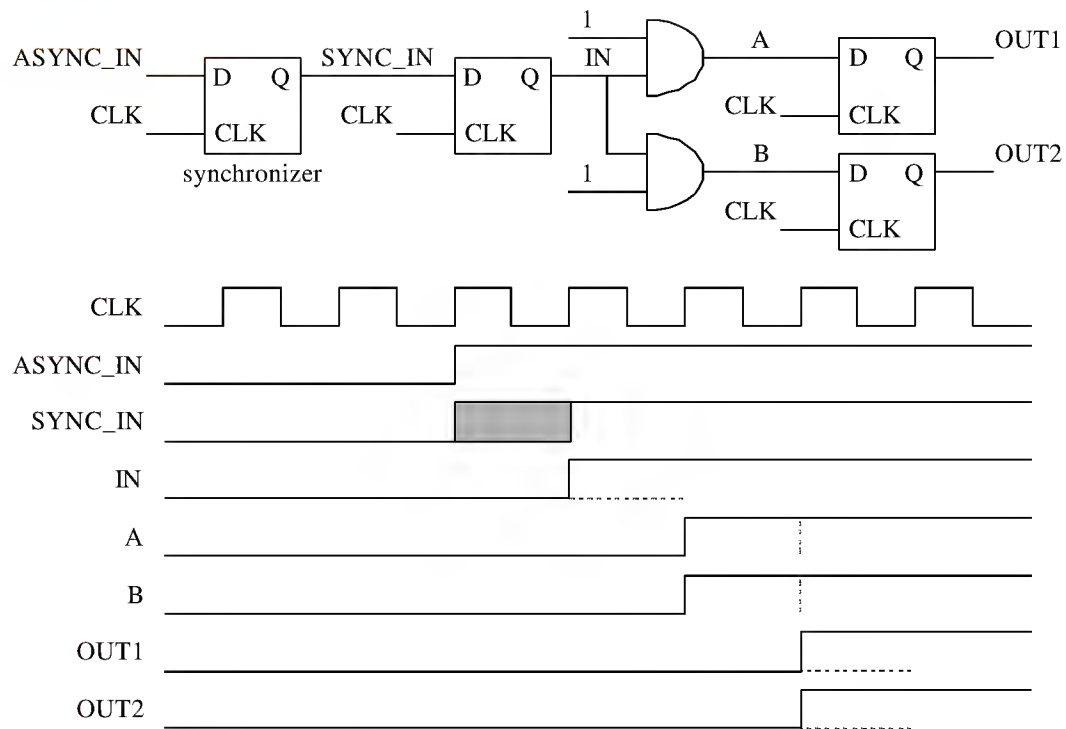 1
ASYNC_IN
SYNC_IN
IN
A
OUT1
D Q
D Q
D Q
CLK
CLK
CLK
CLK
CLK
CLK
synchronizer
1
B
OUT2
D Q
CLK
CLK
CLK
ASYNC_IN
SYNC_IN
IN
A
B
OUT1
OUT2